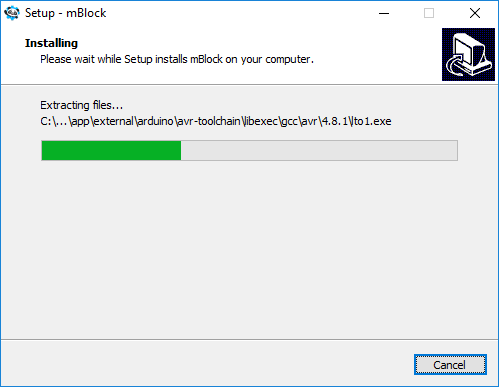 Setup - mBlock
Installing
Please wait while Setup installs mBlock on your computer.
Extracting files...
C:\...\app\external\arduino\avr-toolchain\libexec\gcc\avr\4.8.1\lto1.exe
Cancel